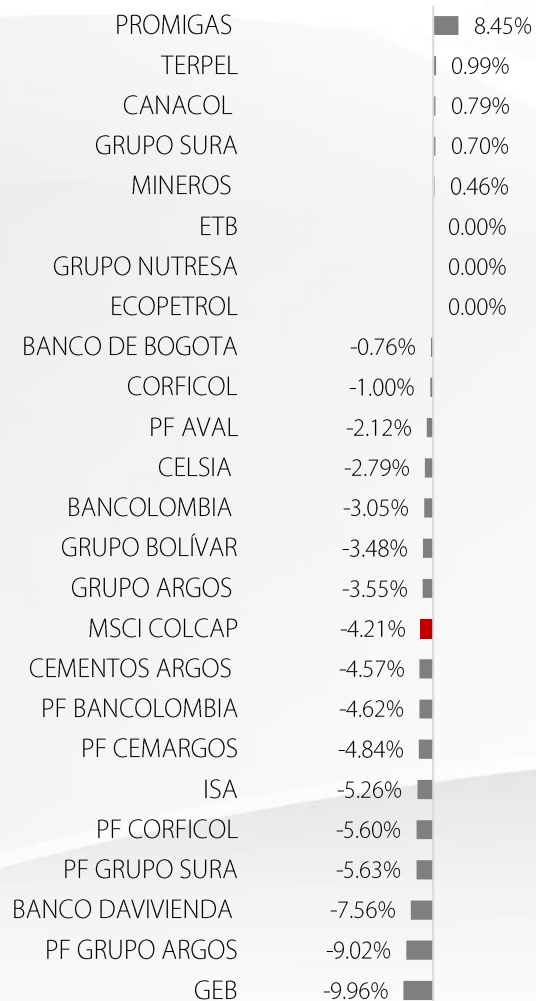 PROMIGAS 8.45%
TERPEL 0.99%
CANACOL 0.79%
GRUPO SURA 0.70%
MINEROS 0.46%
ETB 0.00%
GRUPO NUTRESA 0.00%
ECOPETROL 0.00%
BANCO DE BOGOTA -0.76%
CORFICOL -1.00%
PF AVAL -2.12%
CELSIA -2.79%
BANCOLOMBIA -3.05%
GRUPO BOLÍVAR -3.48%
GRUPO ARGOS -3.55%
MSCI COLCAP -4.21%
CEMENTOS ARGOS -4.57%
PF BANCOLOMBIA -4.62%
PF CEMARGOS -4.84%
ISA -5.26%
PF CORFICOL -5.60%
PF GRUPO SURA -5.63%
BANCO DAVIVIENDA -7.56%
PF GRUPO ARGOS -9.02%
GEB -9.96%